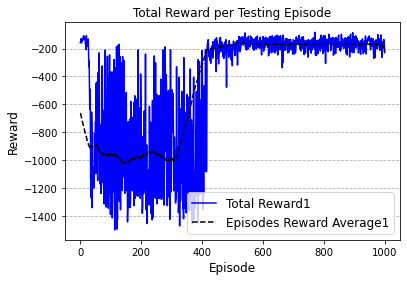 Total Reward per Testing Episode
Reward
−200
−400
−600
−800
−1000
−1200
−1400
0
200
400
600
800
1000
Episode
Total Reward1
Episodes Reward Average1